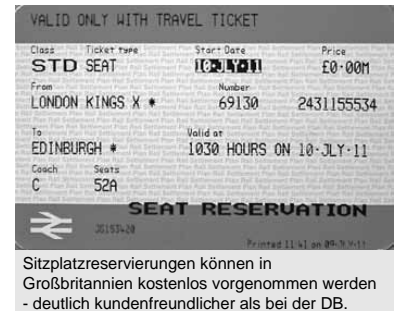 VALID ONLY WITH TRAVEL TICKET
Class Ticket type Start Date Price
STD SEAT 10·JLY·11 £0·00M
From Number
LONDON KINGS X * 69130 2431155534
To Valid at
EDINBURGH * 1030 HOURS ON 10·JLY·11
Coach Seats
C 52A
SEAT RESERVATION
Printed 11:41 on 09·JLY·11
Sitzplatzreservierungen können in
Großbritannien kostenlos vorgenommen werden
- deutlich kundenfreundlicher als bei der DB.